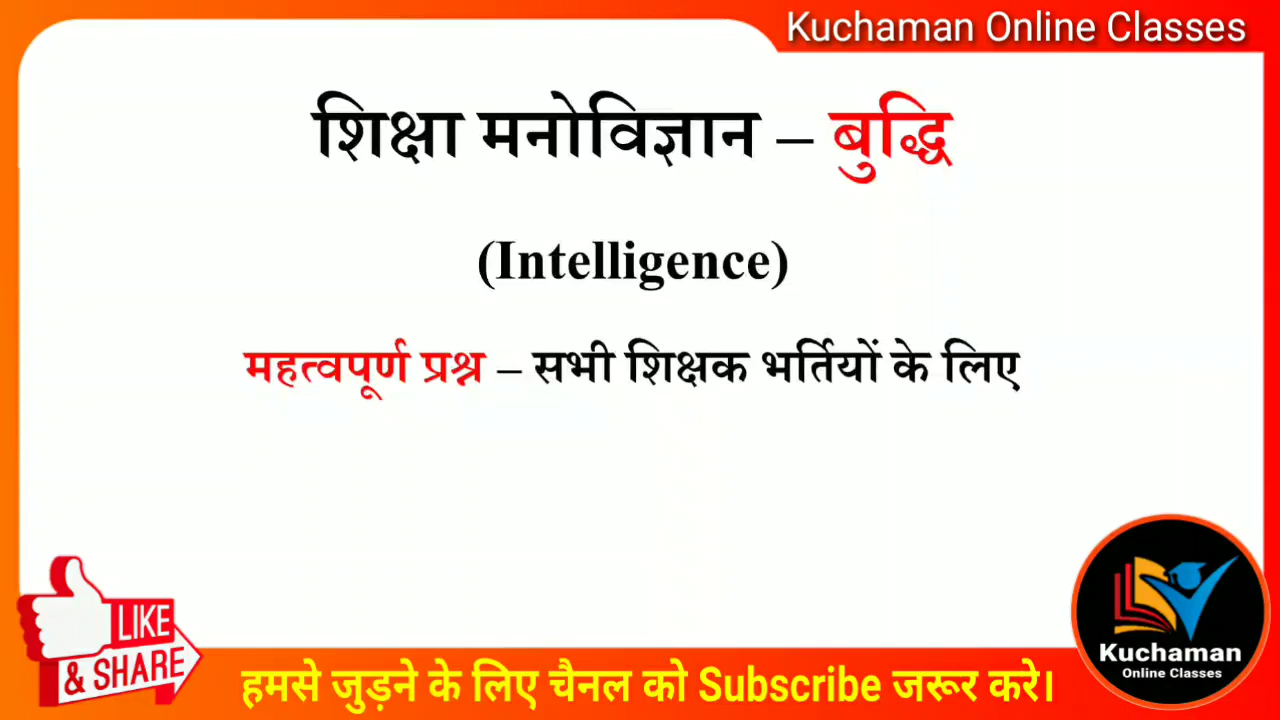 Kuchaman Online Classes
शिक्षा मनोविज्ञान – बुद्धि
(Intelligence)
महत्वपूर्ण प्रश्न – सभी शिक्षक भर्तियों के लिए
LIKE
& SHARE
हमसे जुड़ने के लिए चैनल को Subscribe जरूर करे।
Kuchaman
Online Classes